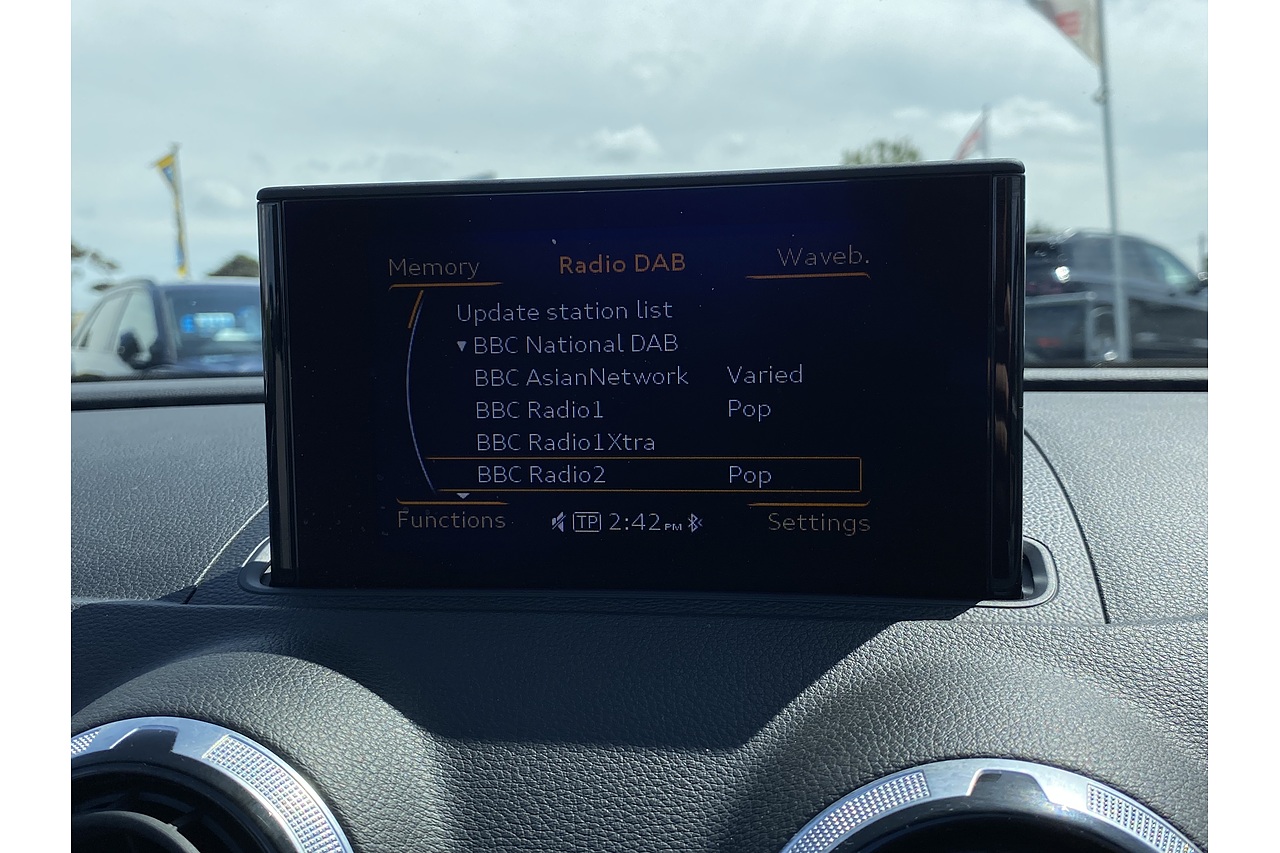 Memory Radio DAB Waveb.
Update station list
▼ BBC National DAB
BBC AsianNetwork Varied
BBC Radio1 Pop
BBC Radio1Xtra
BBC Radio2 Pop
Functions TP 2:42 PM Settings